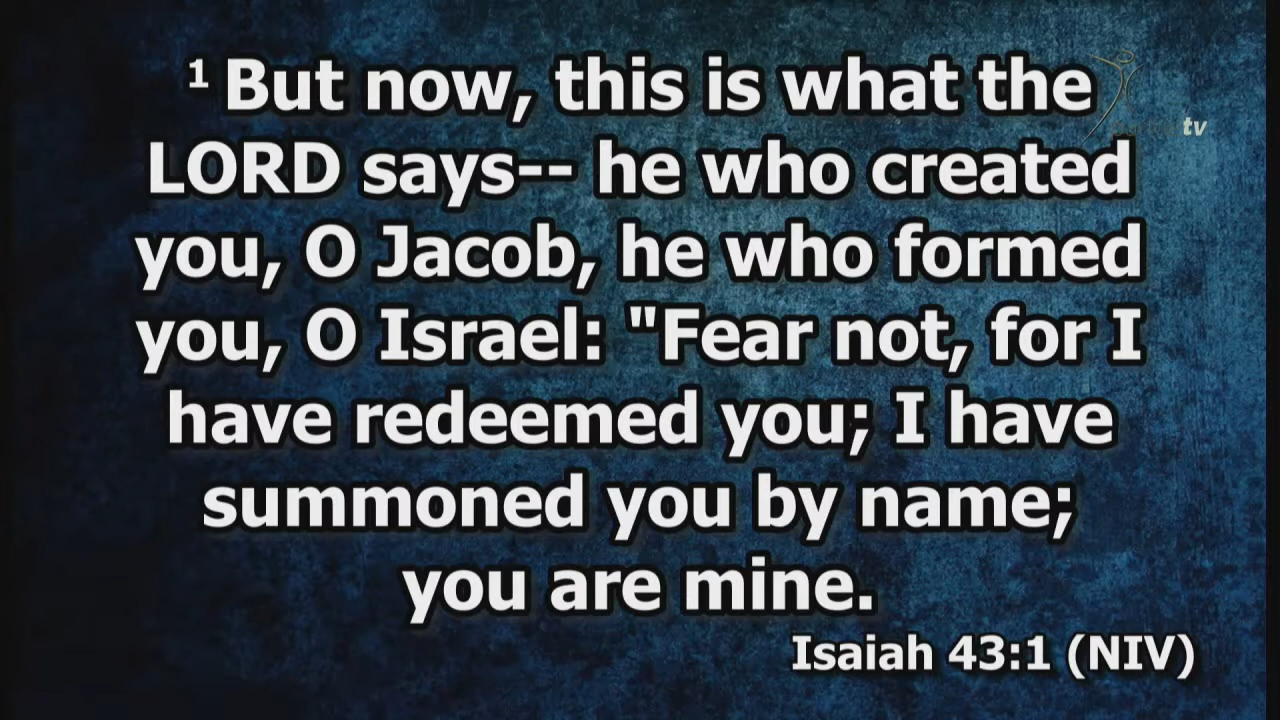 1 But now, this is what the
LORD says-- he who created
you, O Jacob, he who formed
you, O Israel: "Fear not, for I
have redeemed you; I have
summoned you by name;
you are mine.
Isaiah 43:1 (NIV)
tv